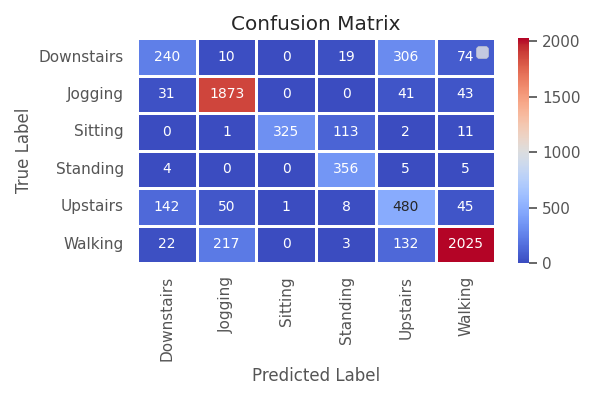 Confusion Matrix
True Label
Downstairs 240 10 0 19 306 74
Jogging 31 1873 0 0 41 43
Sitting 0 1 325 113 2 11
Standing 4 0 0 356 5 5
Upstairs 142 50 1 8 480 45
Walking 22 217 0 3 132 2025
Downstairs Jogging Sitting Standing Upstairs Walking
Predicted Label
2000
1500
1000
500
0